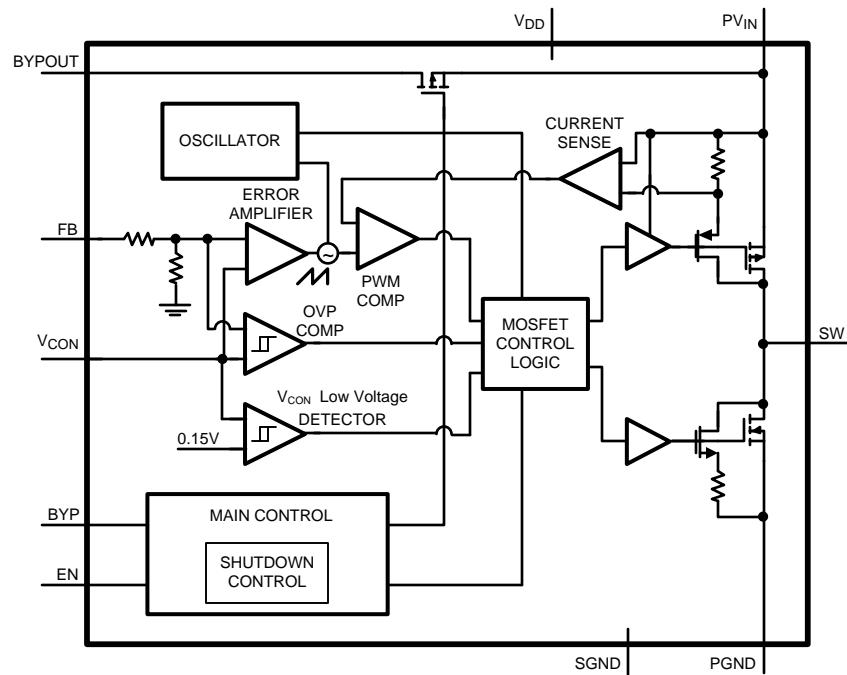 VDD
PVIN
BYPOUT
OSCILLATOR
CURRENT
SENSE
ERROR
AMPLIFIER
FB
~
PWM
COMP
OVP
COMP
MOSFET
CONTROL
LOGIC
SW
VCON
VCON Low Voltage
DETECTOR
0.15V
BYP
MAIN CONTROL
SHUTDOWN
CONTROL
EN
SGND
PGND